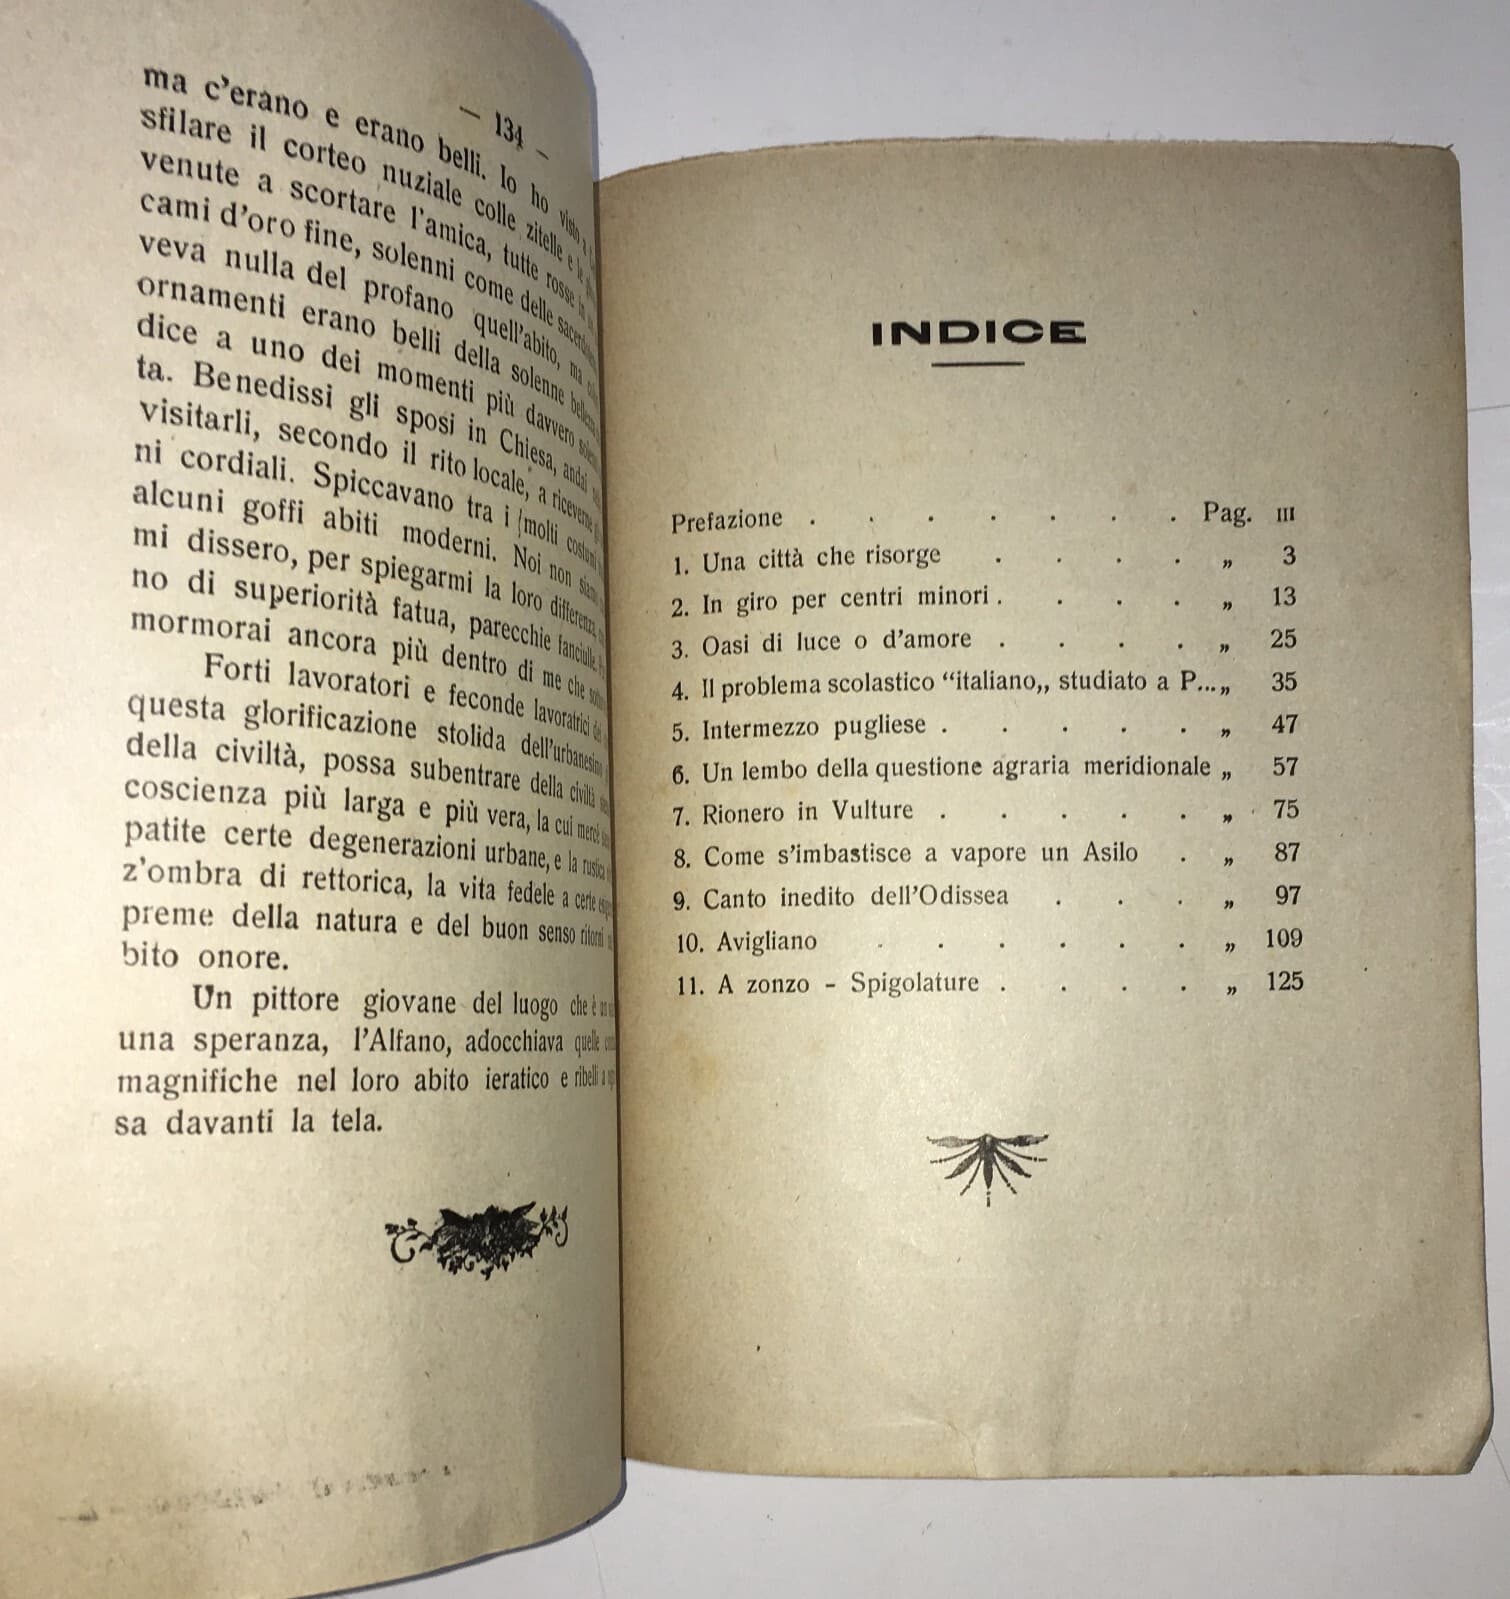 — 134 —
ma c'erano e erano belli. Io ho visto a
sfilare il corteo nuziale colle zitelle e le
venute a scortare l'amica, tutte rosse in
cami d'oro fine, solenni come delle
veva nulla del profano quell'abito, ma
ornamenti erano belli della solenne
dice a uno dei momenti più davvero
ta. Benedissi gli sposi in Chiesa, andai
visitarli, secondo il rito locale, a riceverne
ni cordiali. Spiccavano tra i molti costumi
alcuni goffi abiti moderni. Noi non siamo
mi dissero, per spiegarmi la loro differenza,
no di superiorità fatua, parecchie fanciulle.
mormorai ancora più dentro di me che
Forti lavoratori e feconde lavoratrici dei
questa glorificazione stolida dell'urbanesimo
della civiltà, possa subentrare della civiltà
coscienza più larga e più vera, la cui mercè
patite certe degenerazioni urbane, e la rustica
z'ombra di rettorica, la vita fedele a certe
preme della natura e del buon senso ritorni
bito onore.
Un pittore giovane del luogo che è
una speranza, l'Alfano, adocchiava quelle
magnifiche nel loro abito ieratico e ribelli a
sa davanti la tela.
INDICE
Prefazione . . . . . . . Pag. III
1. Una città che risorge . . . . „ 3
2. In giro per centri minori . . . . „ 13
3. Oasi di luce o d'amore . . . . „ 25
4. Il problema scolastico “italiano„ studiato a P...„ 35
5. Intermezzo pugliese . . . . . „ 47
6. Un lembo della questione agraria meridionale „ 57
7. Rionero in Vulture . . . . . „ 75
8. Come s'imbastisce a vapore un Asilo . „ 87
9. Canto inedito dell'Odissea . . . „ 97
10. Avigliano . . . . . . „ 109
11. A zonzo - Spigolature . . . . „ 125